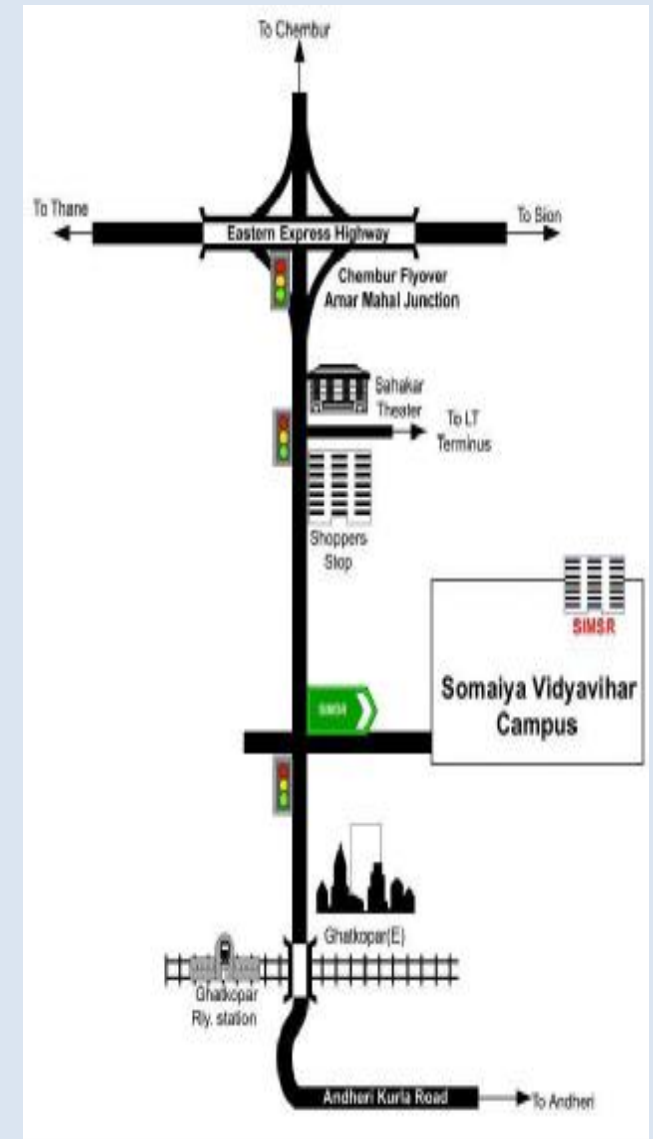 To Chembur
To Thane
To Sion
Eastern Express Highway
Chembur Flyover
Amar Mahal Junction
Sahakar
Theater
To LT
Terminus
Shoppers
Stop
SIMSR
Somaiya Vidyavihar
Campus
Ghatkopar(E)
Ghatkopar
Rly. station
Andheri Kurla Road
To Andheri